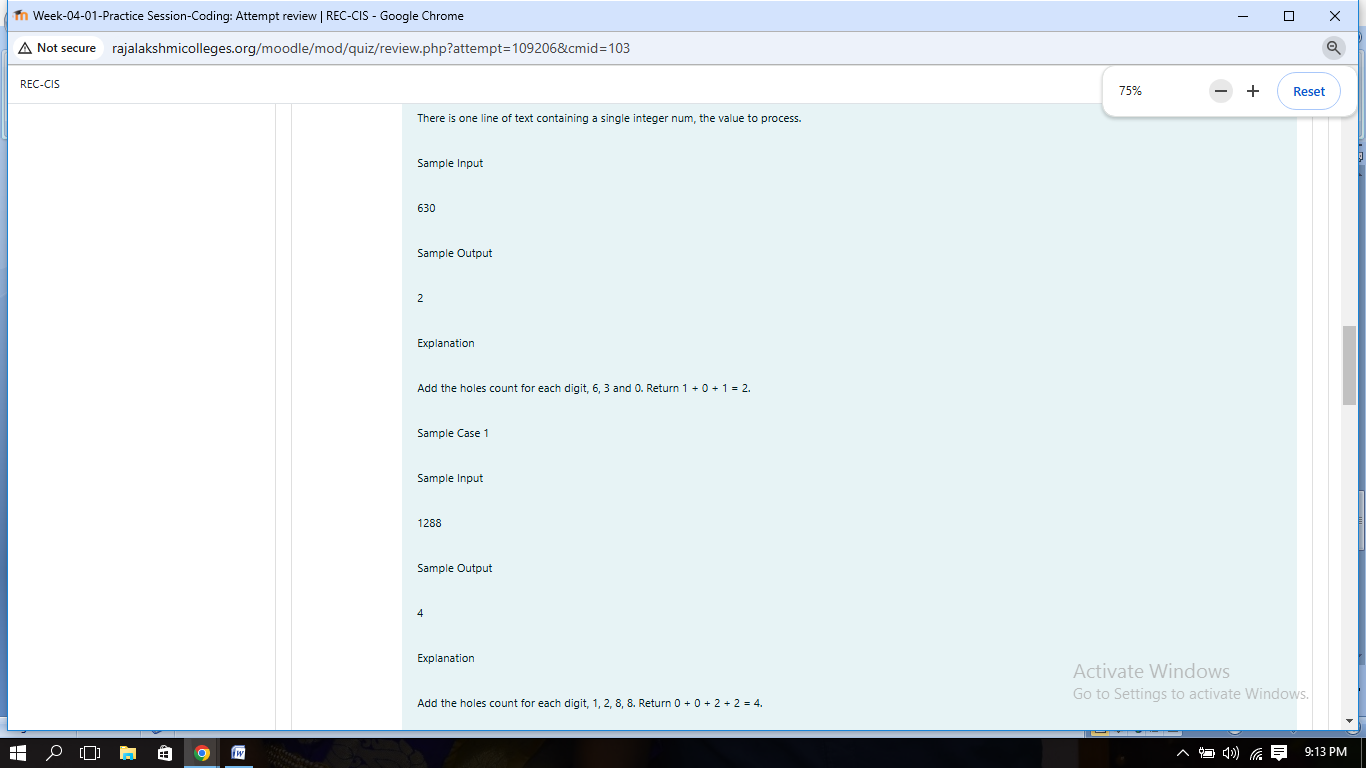 Week-04-01-Practice Session-Coding: Attempt review | REC-CIS - Google Chrome
Not secure rajalakshmicolleges.org/moodle/mod/quiz/review.php?attempt=109206&cmid=103
REC-CIS
75%
Reset
There is one line of text containing a single integer num, the value to process.
Sample Input
630
Sample Output
2
Explanation
Add the holes count for each digit, 6, 3 and 0. Return 1 + 0 + 1 = 2.
Sample Case 1
Sample Input
1288
Sample Output
4
Explanation
Add the holes count for each digit, 1, 2, 8, 8. Return 0 + 0 + 2 + 2 = 4.
Activate Windows
Go to Settings to activate Windows.
9:13 PM